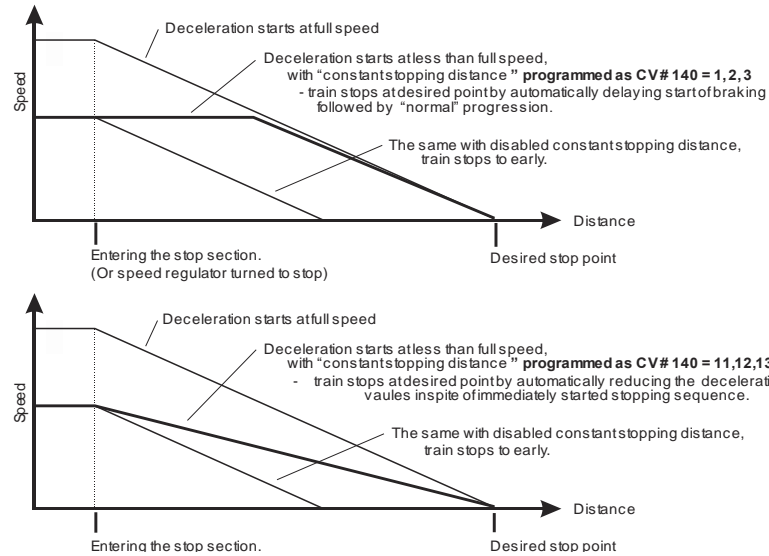 Deceleration starts at full speed
Deceleration starts at less than full speed,
with “constant stopping distance ” programmed as CV# 140 = 1, 2, 3
- train stops at desired point by automatically delaying start of braking
followed by “normal” progression.
Speed
The same with disabled constant stopping distance,
train stops to early.
Distance
Entering the stop section.
(Or speed regulator turned to stop)
Desired stop point
Deceleration starts at full speed
Deceleration starts at less than full speed,
with “constant stopping distance ” programmed as CV# 140 = 11,12,13
- train stops at desired point by automatically reducing the decelerati
vaules inspite of immediately started stopping sequence.
Speed
The same with disabled constant stopping distance,
train stops to early.
Distance
Entering the stop section.
Desired stop point